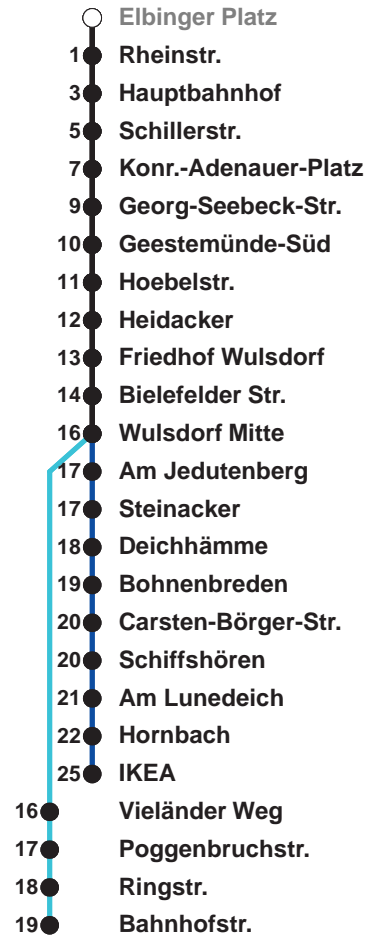 Elbinger Platz
1 Rheinstr.
3 Hauptbahnhof
5 Schillerstr.
7 Konr.-Adenauer-Platz
9 Georg-Seebeck-Str.
10 Geestemünde-Süd
11 Hoebelstr.
12 Heidacker
13 Friedhof Wulsdorf
14 Bielefelder Str.
16 Wulsdorf Mitte
17 Am Jedutenberg
17 Steinacker
18 Deichhämme
19 Bohnenbreden
20 Carsten-Börger-Str.
20 Schiffshören
21 Am Lunedeich
22 Hornbach
25 IKEA
16 Vieländer Weg
17 Poggenbruchstr.
18 Ringstr.
19 Bahnhofstr.